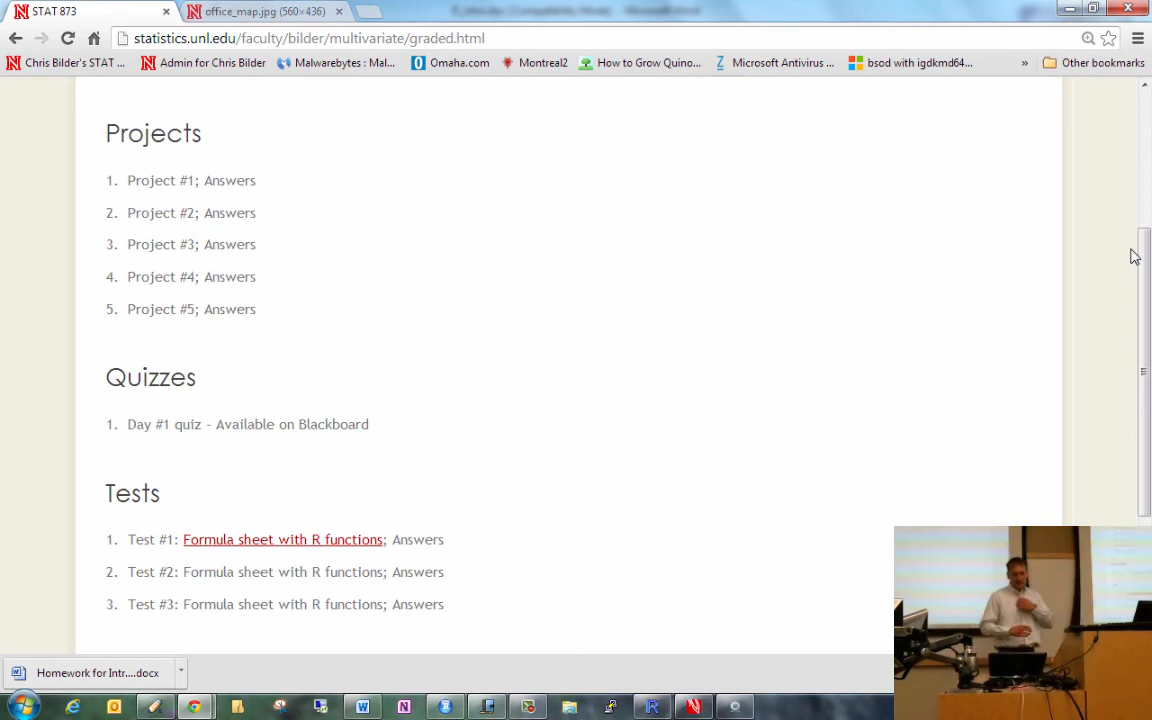 STAT 873
office_map.jpg (560×436)
statistics.unl.edu/faculty/bilder/multivariate/graded.html
Chris Bilder's STAT ...
Admin for Chris Bilder
Malwarebytes : Mal...
Omaha.com
Montreal2
How to Grow Quino...
Microsoft Antivirus ...
bsod with igdkmd64...
»
Other bookmarks
Projects
1. Project #1; Answers
2. Project #2; Answers
3. Project #3; Answers
4. Project #4; Answers
5. Project #5; Answers
Quizzes
1. Day #1 quiz - Available on Blackboard
Tests
1. Test #1: Formula sheet with R functions; Answers
2. Test #2: Formula sheet with R functions; Answers
3. Test #3: Formula sheet with R functions; Answers
Homework for Intr....docx